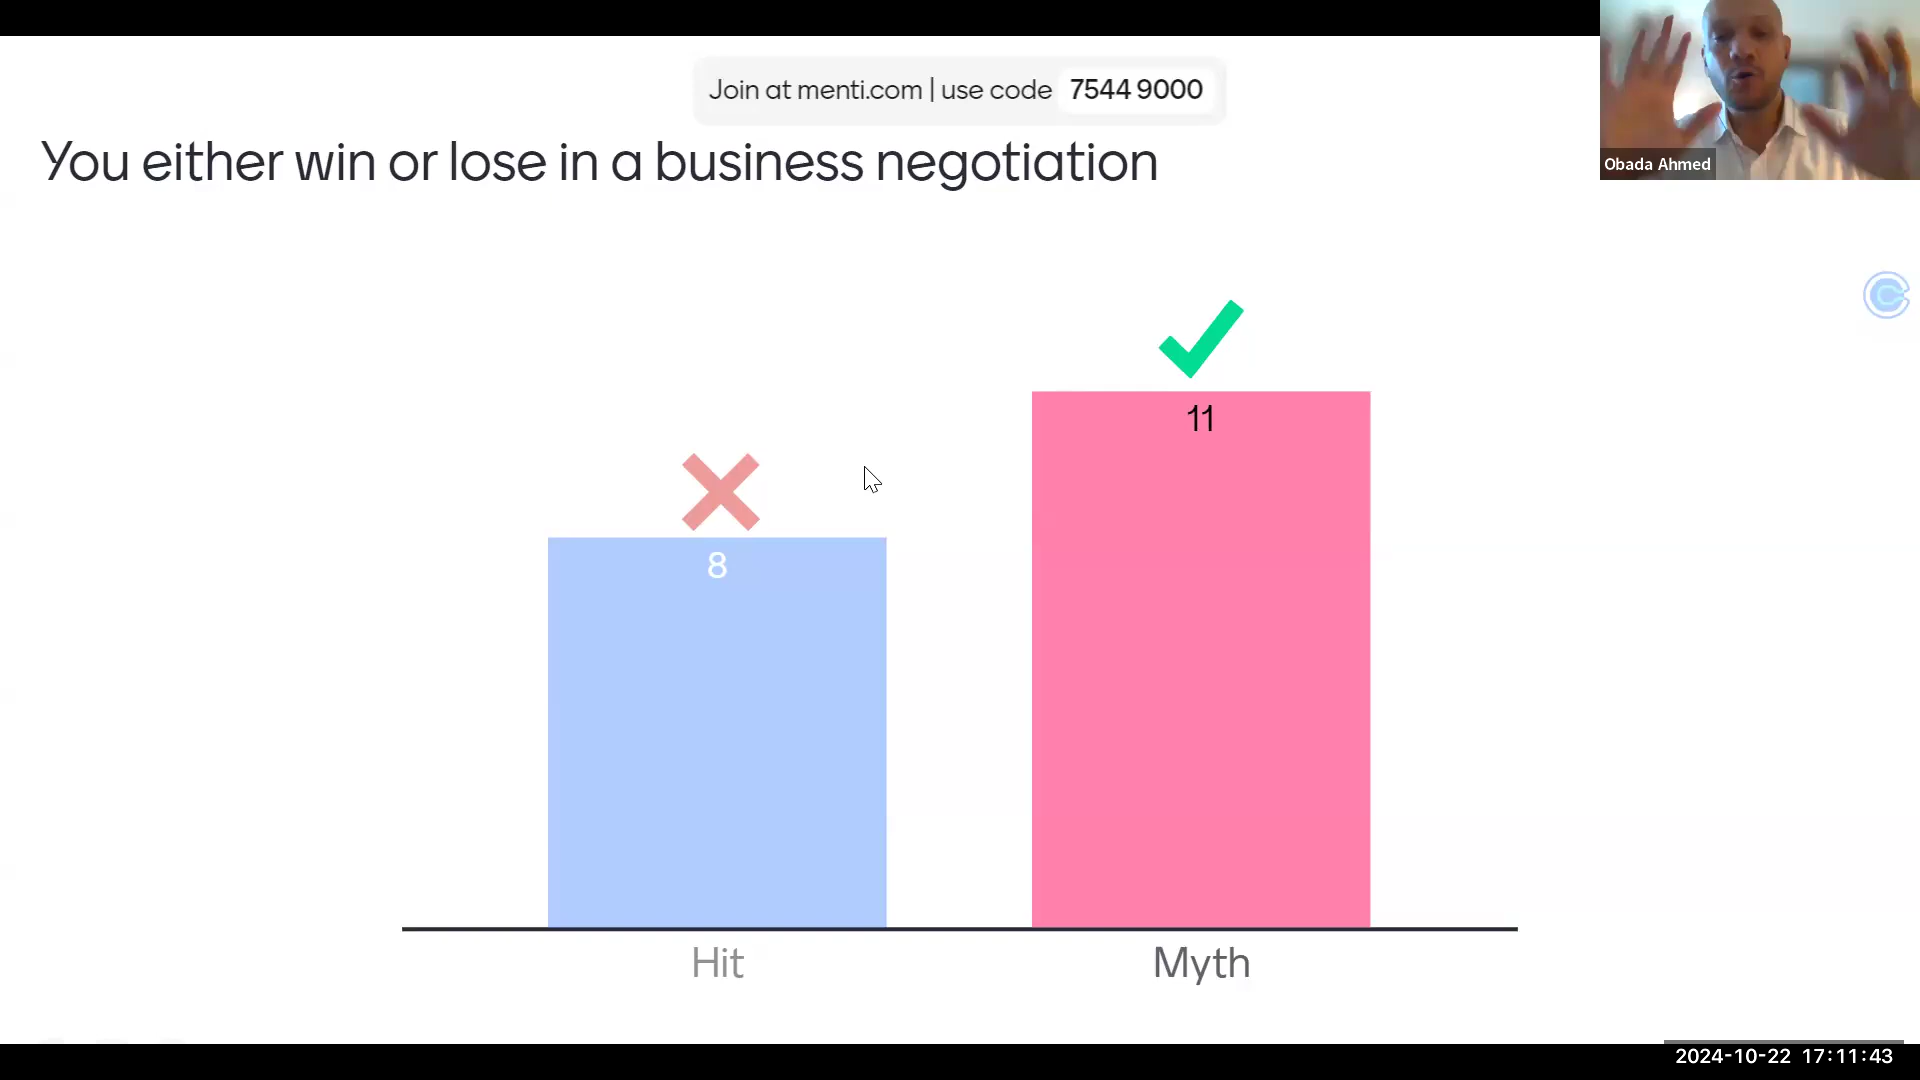 Join at menti.com | use code 7544 9000
You either win or lose in a business negotiation
Obada Ahmed
11
8
Hit
Myth
2024-10-22 17:11:43